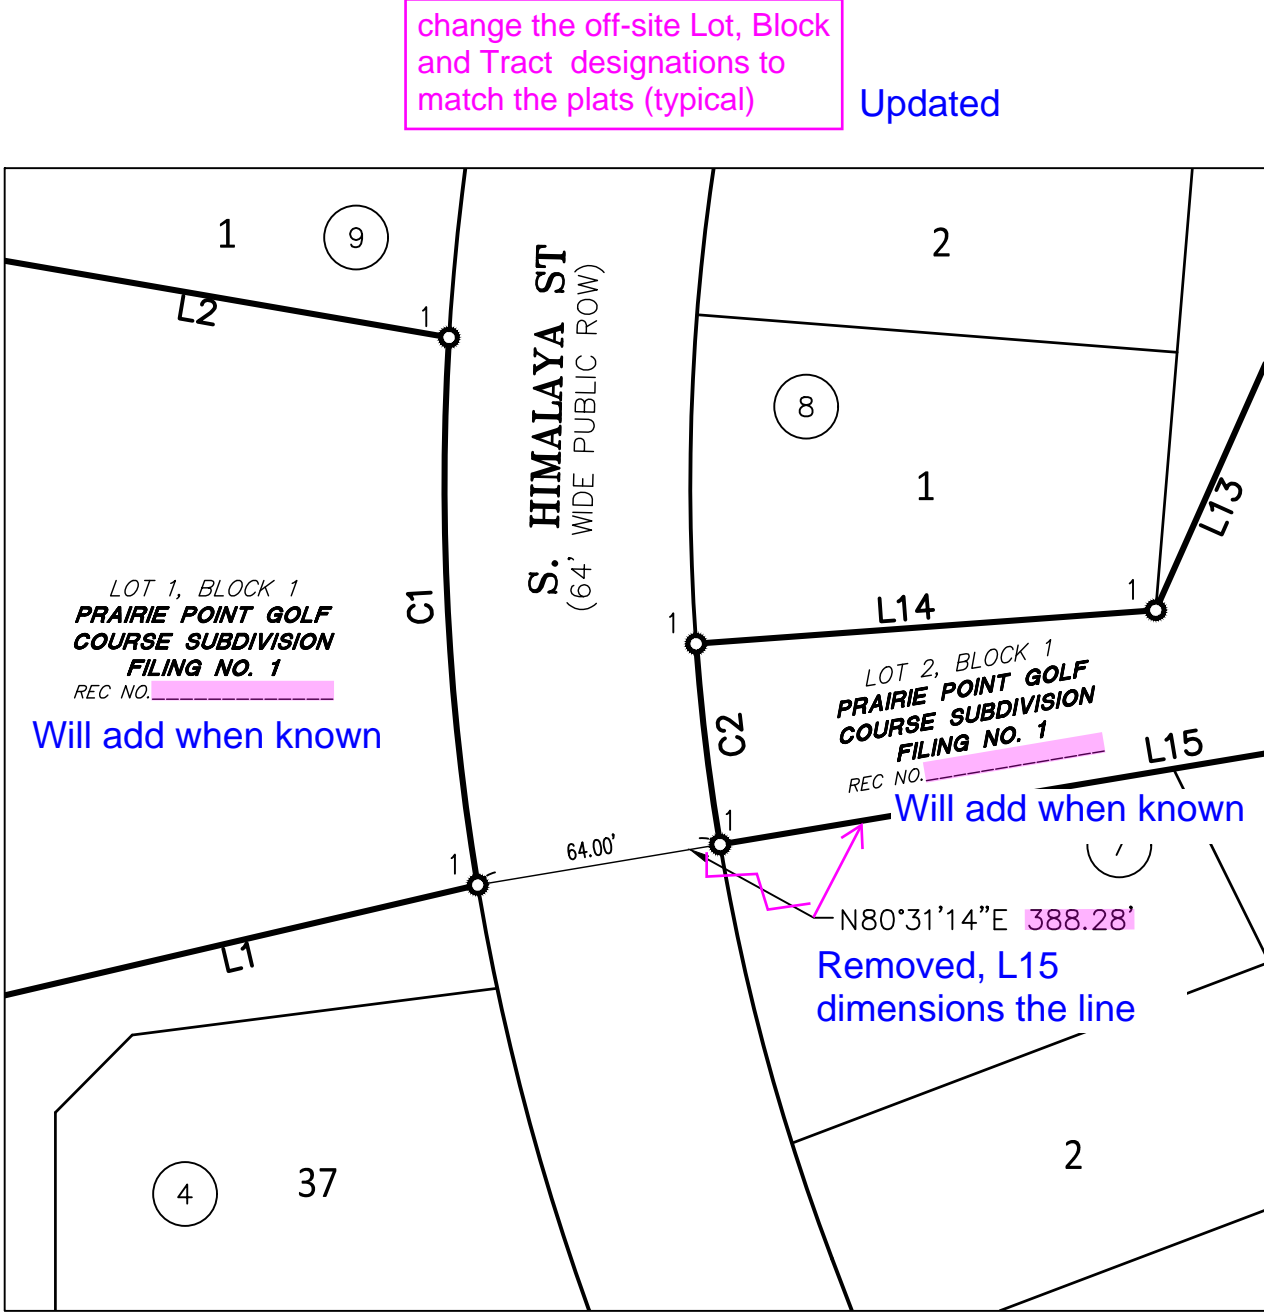 change the off-site Lot, Block
and Tract designations to
match the plats (typical)
Updated
1
9
2
L2
1
S. HIMALAYA ST
(64' WIDE PUBLIC ROW)
8
1
L13
C1
LOT 1, BLOCK 1
PRAIRIE POINT GOLF
COURSE SUBDIVISION
FILING NO. 1
REC NO.
Will add when known
1
L14
1
LOT 2, BLOCK 1
PRAIRIE POINT GOLF
COURSE SUBDIVISION
FILING NO. 1
REC NO.
C2
L15
Will add when known
1
64.00'
1
7
N80°31'14"E 388.28'
Removed, L15
dimensions the line
L1
4
37
2